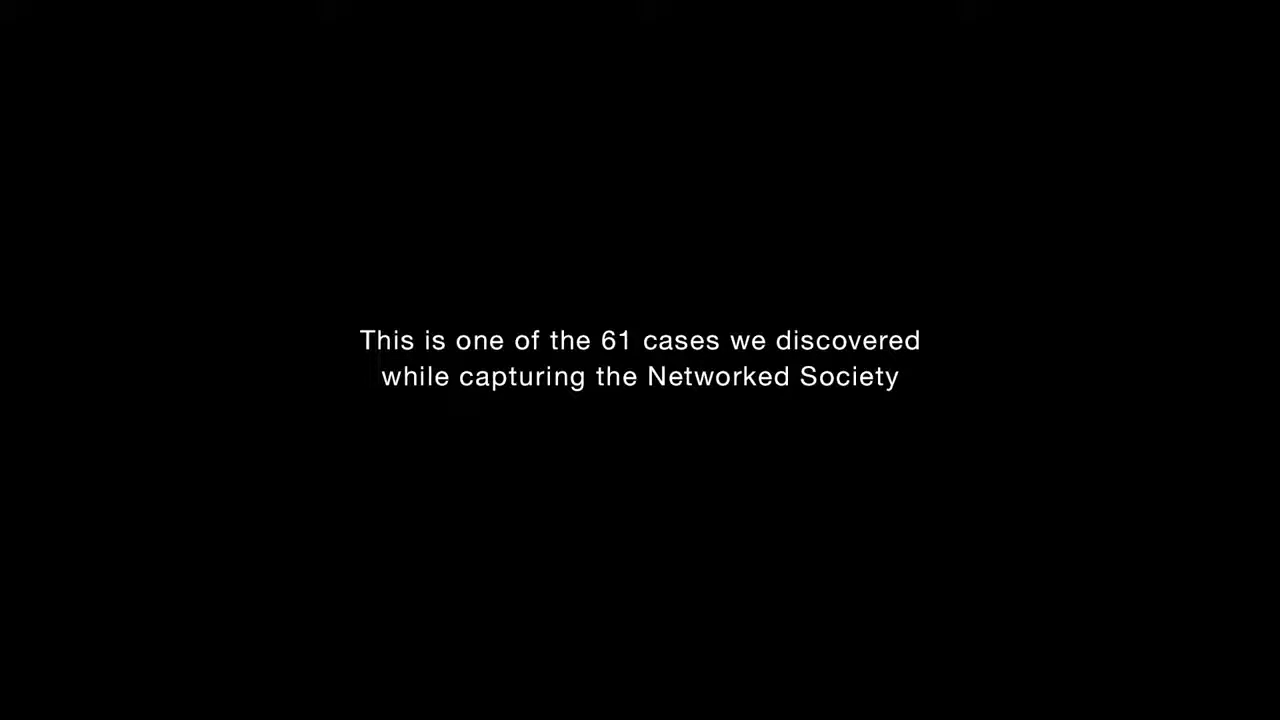 This is one of the 61 cases we discovered
while capturing the Networked Society